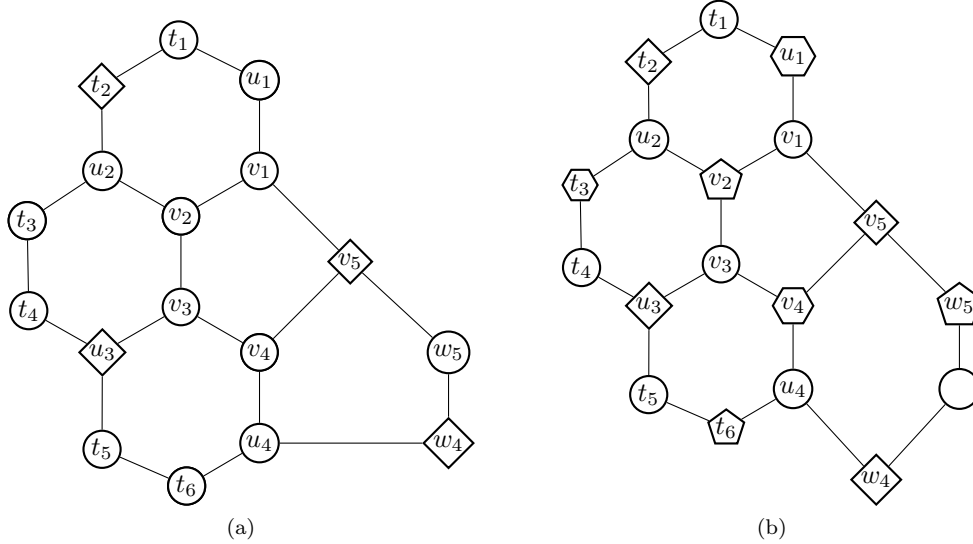 t₁
t₂ u₁
u₂ v₁
t₃ v₂
v₅
t₄ v₃
u₃ v₄ w₅
t₅ u₄ w₄
t₆
(a)
t₁
t₂ u₁
u₂ v₁
t₃ v₂
v₅
t₄ v₃
u₃ v₄ w₅
t₅ u₄
t₆
w₄
(b)